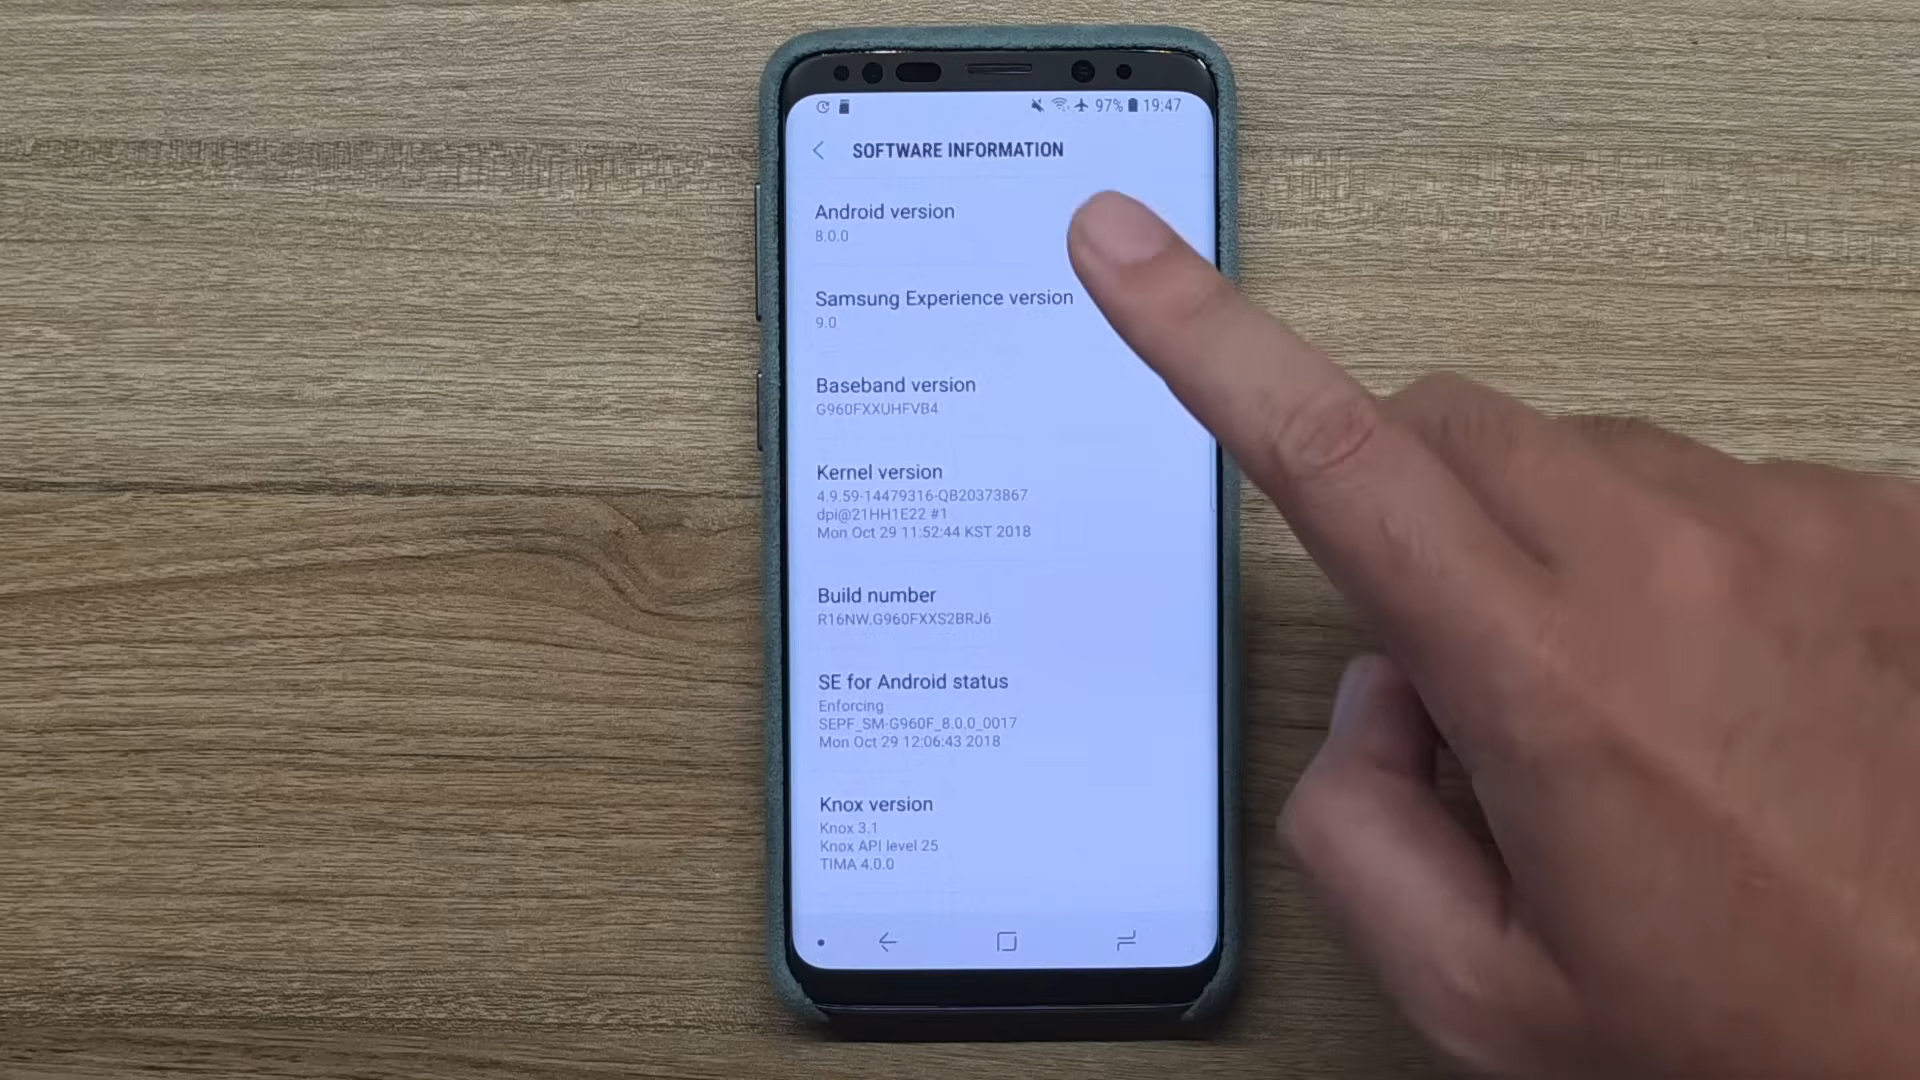 97% 19:47
SOFTWARE INFORMATION
Android version
8.0.0
Samsung Experience version
9.0
Baseband version
G960FXXUHFVB4
Kernel version
4.9.59-14479316-QB20373867
dpi@21HH1E22 #1
Mon Oct 29 11:52:44 KST 2018
Build number
R16NW.G960FXXS2BRJ6
SE for Android status
Enforcing
SEPF_SM-G960F_8.0.0_0017
Mon Oct 29 12:06:43 2018
Knox version
Knox 3.1
Knox API level 25
TIMA 4.0.0